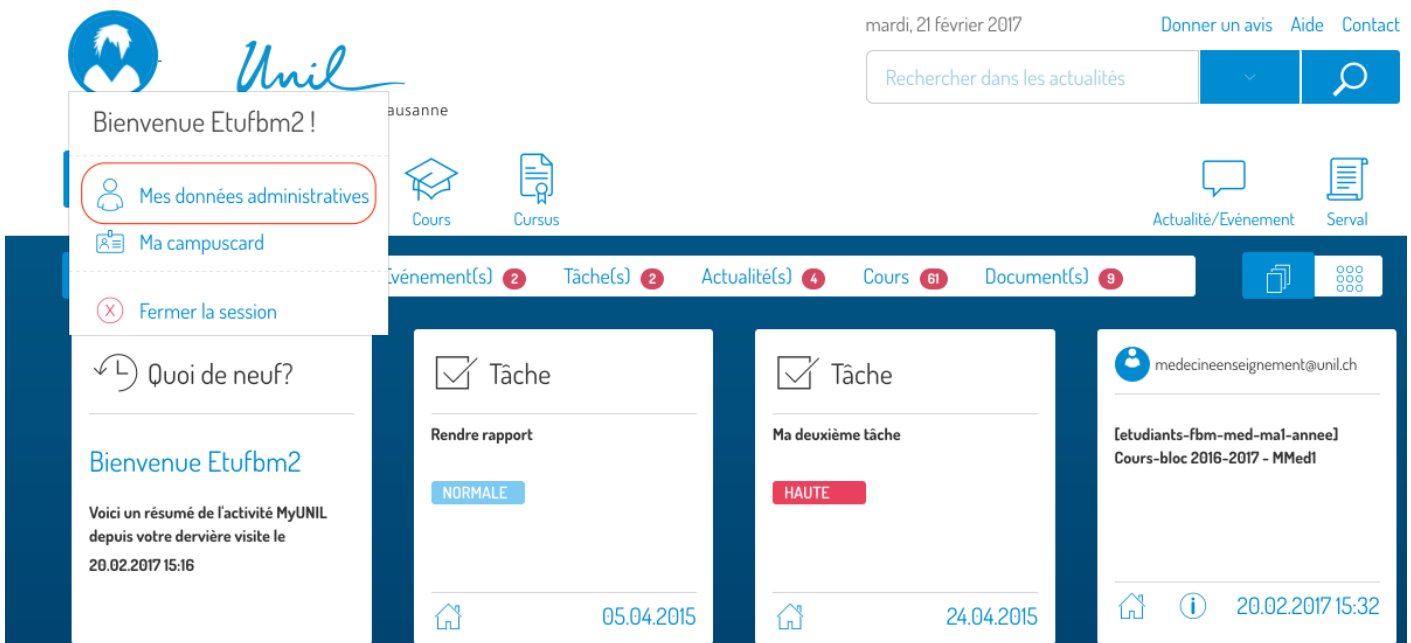 mardi, 21 février 2017
Donner un avis Aide Contact
Unil
Rechercher dans les actualités
ausanne
Bienvenue Etufbm2 !
Mes données administratives
Ma campuscard
Fermer la session
Cours
Cursus
Actualité/Evénement
Serval
Evénement(s) 2 Tâche(s) 2 Actualité(s) 4 Cours 61 Document(s) 9
Quoi de neuf?
Bienvenue Etufbm2
Voici un résumé de l'activité MyUNIL
depuis votre dervière visite le
20.02.2017 15:16
Tâche
Rendre rapport
NORMALE
05.04.2015
Tâche
Ma deuxième tâche
HAUTE
24.04.2015
medecineenseignement@unil.ch
[etudiants-fbm-med-ma1-annee]
Cours-bloc 2016-2017 - MMed1
20.02.2017 15:32